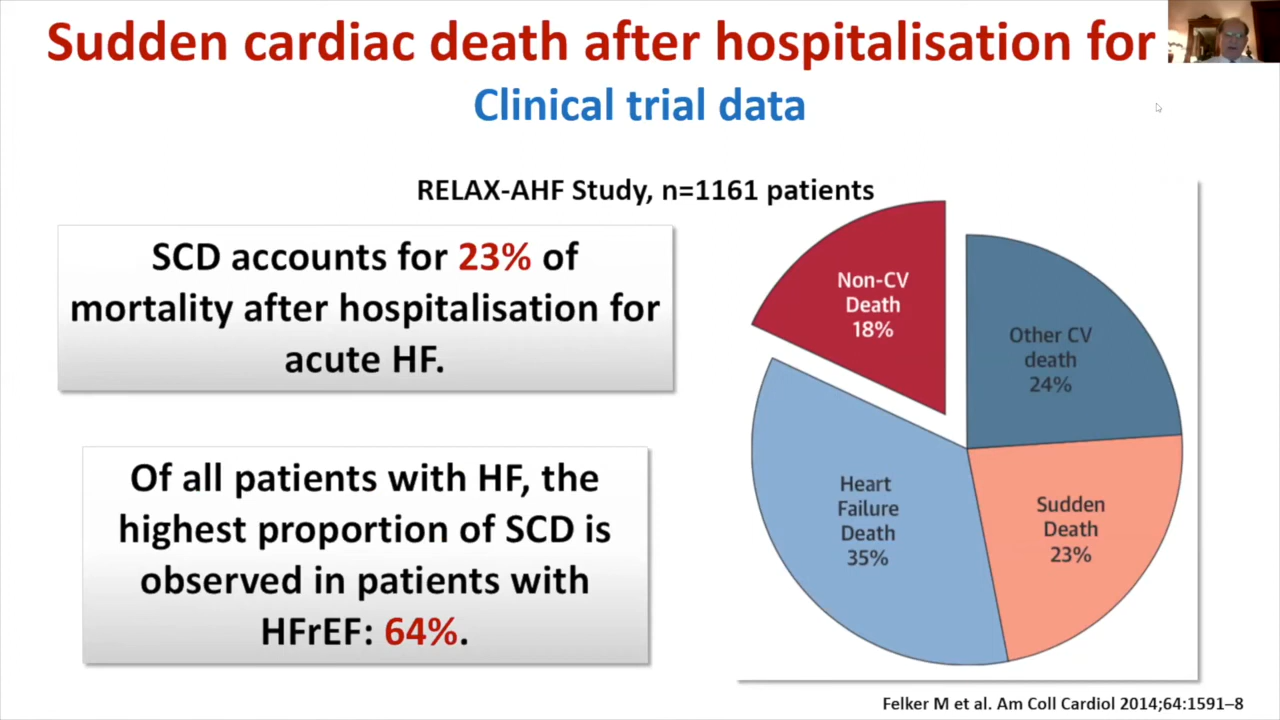 Sudden cardiac death after hospitalisation for
Clinical trial data
RELAX-AHF Study, n=1161 patients
SCD accounts for 23% of
mortality after hospitalisation for
acute HF.
Of all patients with HF, the
highest proportion of SCD is
observed in patients with
HFrEF: 64%.
Non-CV
Death
18%
Other CV
death
24%
Heart
Failure
Death
35%
Sudden
Death
23%
Felker M et al. Am Coll Cardiol 2014;64:1591–8